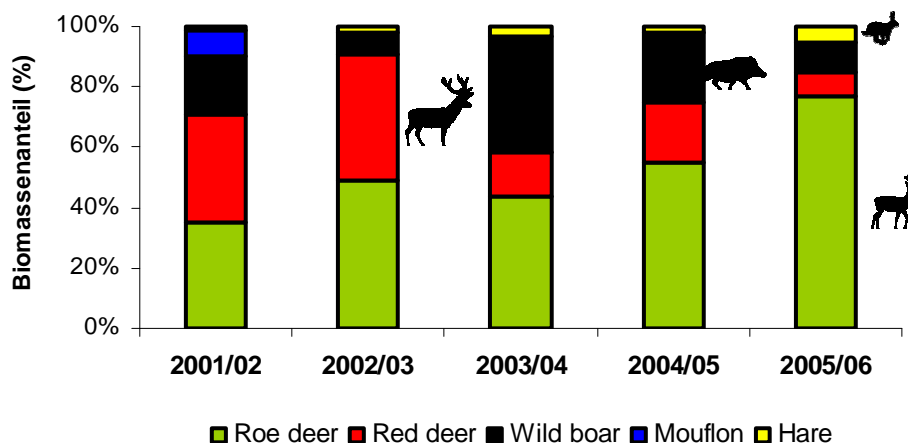 Biomassenanteil (%)
100%
80%
60%
40%
20%
0%
2001/02 2002/03 2003/04 2004/05 2005/06
Roe deer Red deer Wild boar Mouflon Hare